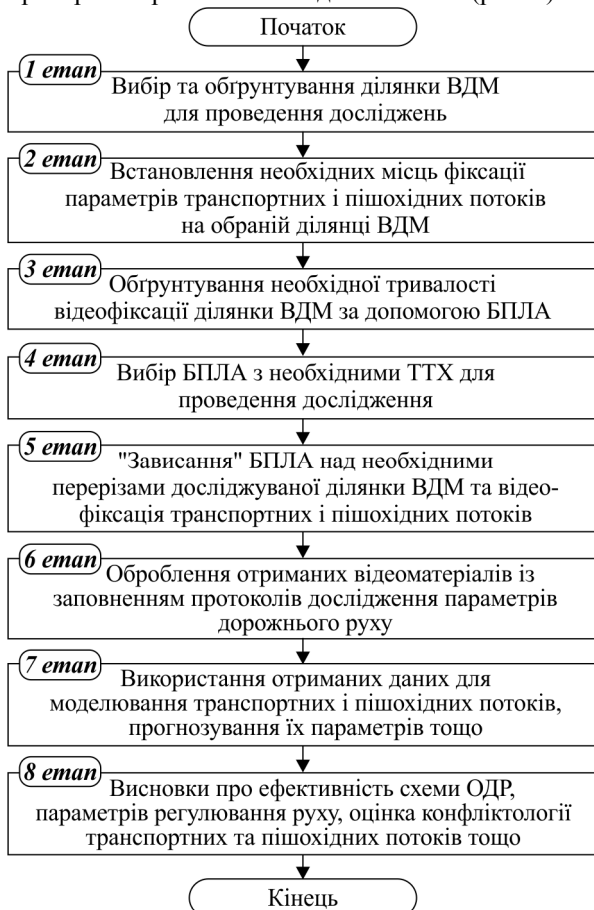 Початок
1 етап
Вибір та обґрунтування ділянки ВДМ
для проведення досліджень
2 етап
Встановлення необхідних місць фіксації
параметрів транспортних і пішохідних потоків
на обраній ділянці ВДМ
3 етап
Обґрунтування необхідної тривалості
відеофіксації ділянки ВДМ за допомогою БПЛА
4 етап
Вибір БПЛА з необхідними ТТХ для
проведення дослідження
5 етап
"Зависання" БПЛА над необхідними
перерізами досліджуваної ділянки ВДМ та відео-
фіксація транспортних і пішохідних потоків
6 етап
Оброблення отриманих відеоматеріалів із
заповненням протоколів дослідження параметрів
дорожнього руху
7 етап
Використання отриманих даних для
моделювання транспортних і пішохідних потоків,
прогнозування їх параметрів тощо
8 етап
Висновки про ефективність схеми ОДР,
параметрів регулювання руху, оцінка конфліктології
транспортних та пішохідних потоків тощо
Кінець